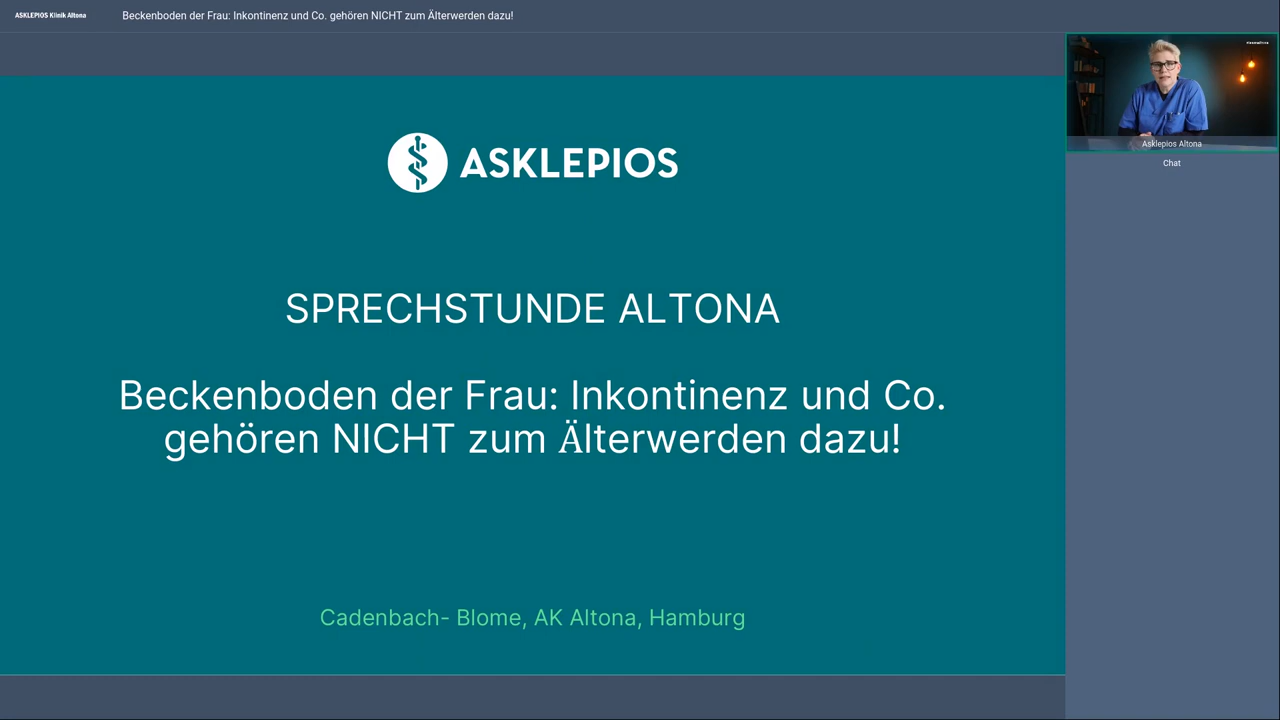 ASKLEPIOS Klinik Altona
Beckenboden der Frau: Inkontinenz und Co. gehören NICHT zum Älterwerden dazu!
ASKLEPIOS
SPRECHSTUNDE ALTONA
Beckenboden der Frau: Inkontinenz und Co.
gehören NICHT zum Älterwerden dazu!
Cadenbach- Blome, AK Altona, Hamburg
Asklepios Altona
Chat